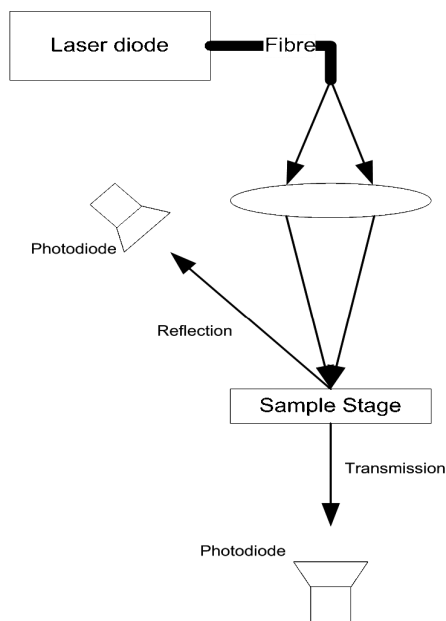 Laser diode
Fibre
Photodiode
Reflection
Sample Stage
Transmission
Photodiode